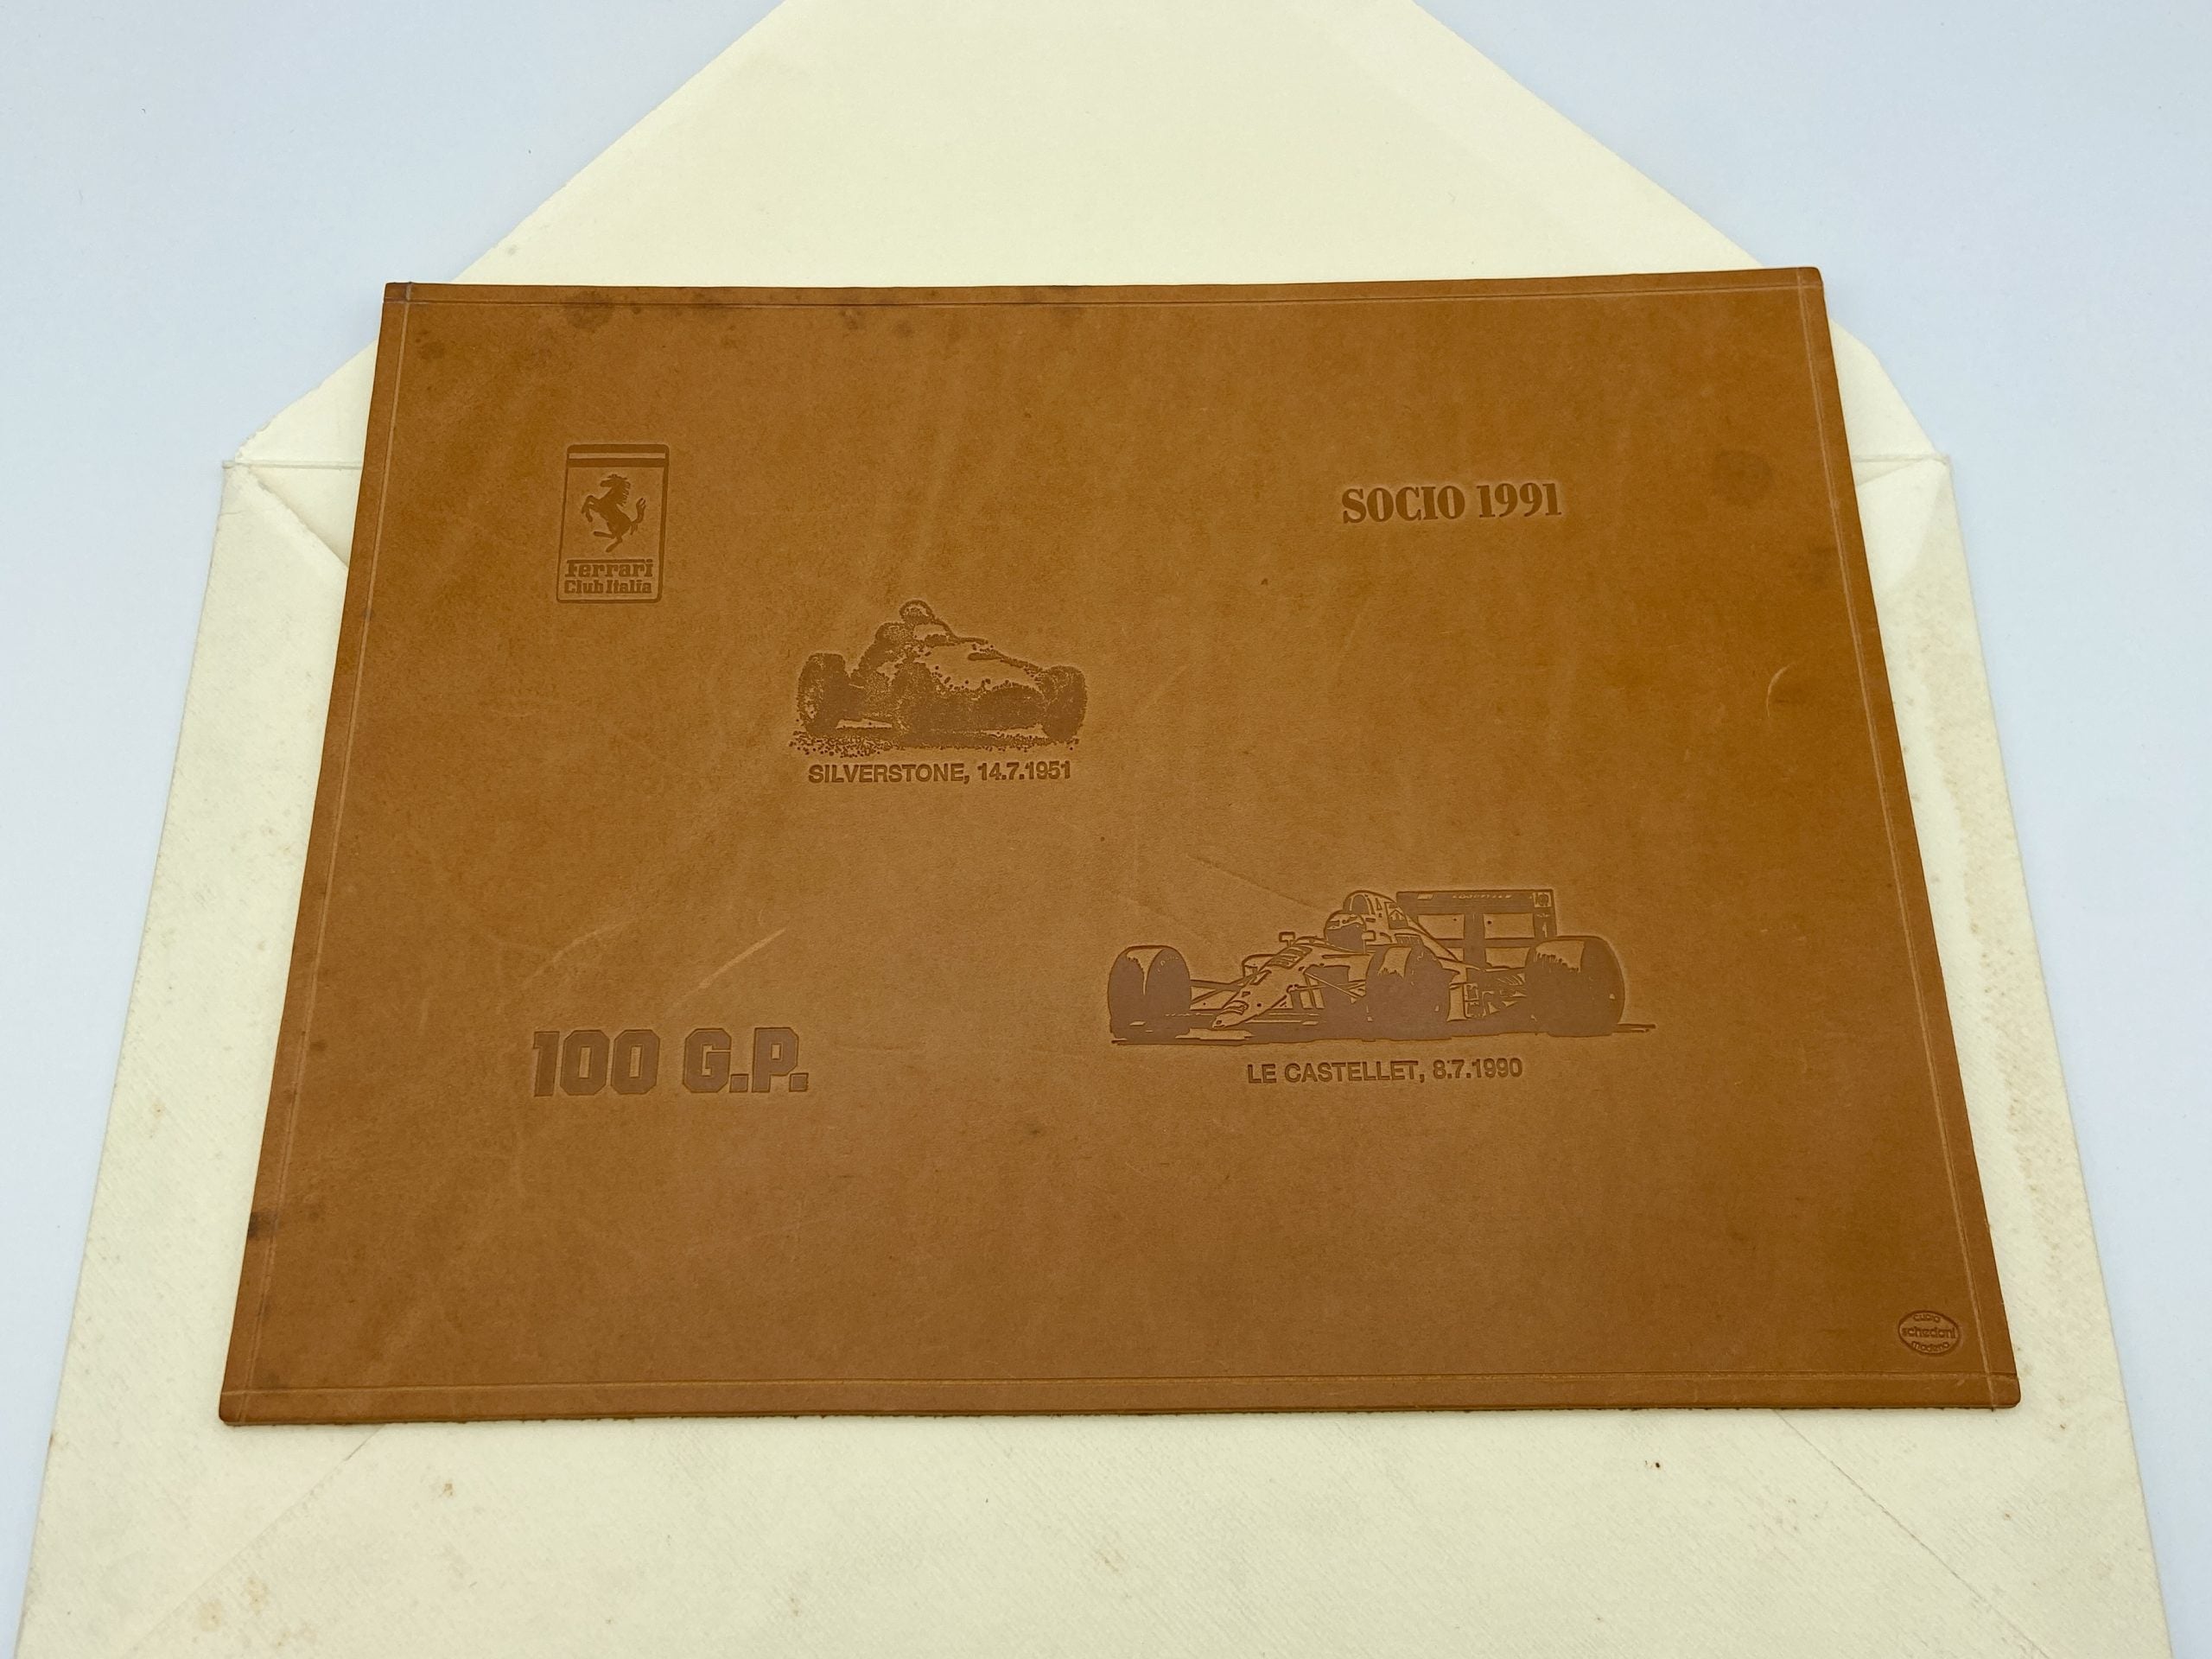 Ferrari
Club Italia
SOCIO 1991
SILVERSTONE, 14.7.1951
LE CASTELLET, 8.7.1990
100 G.P.
schedoni
modena